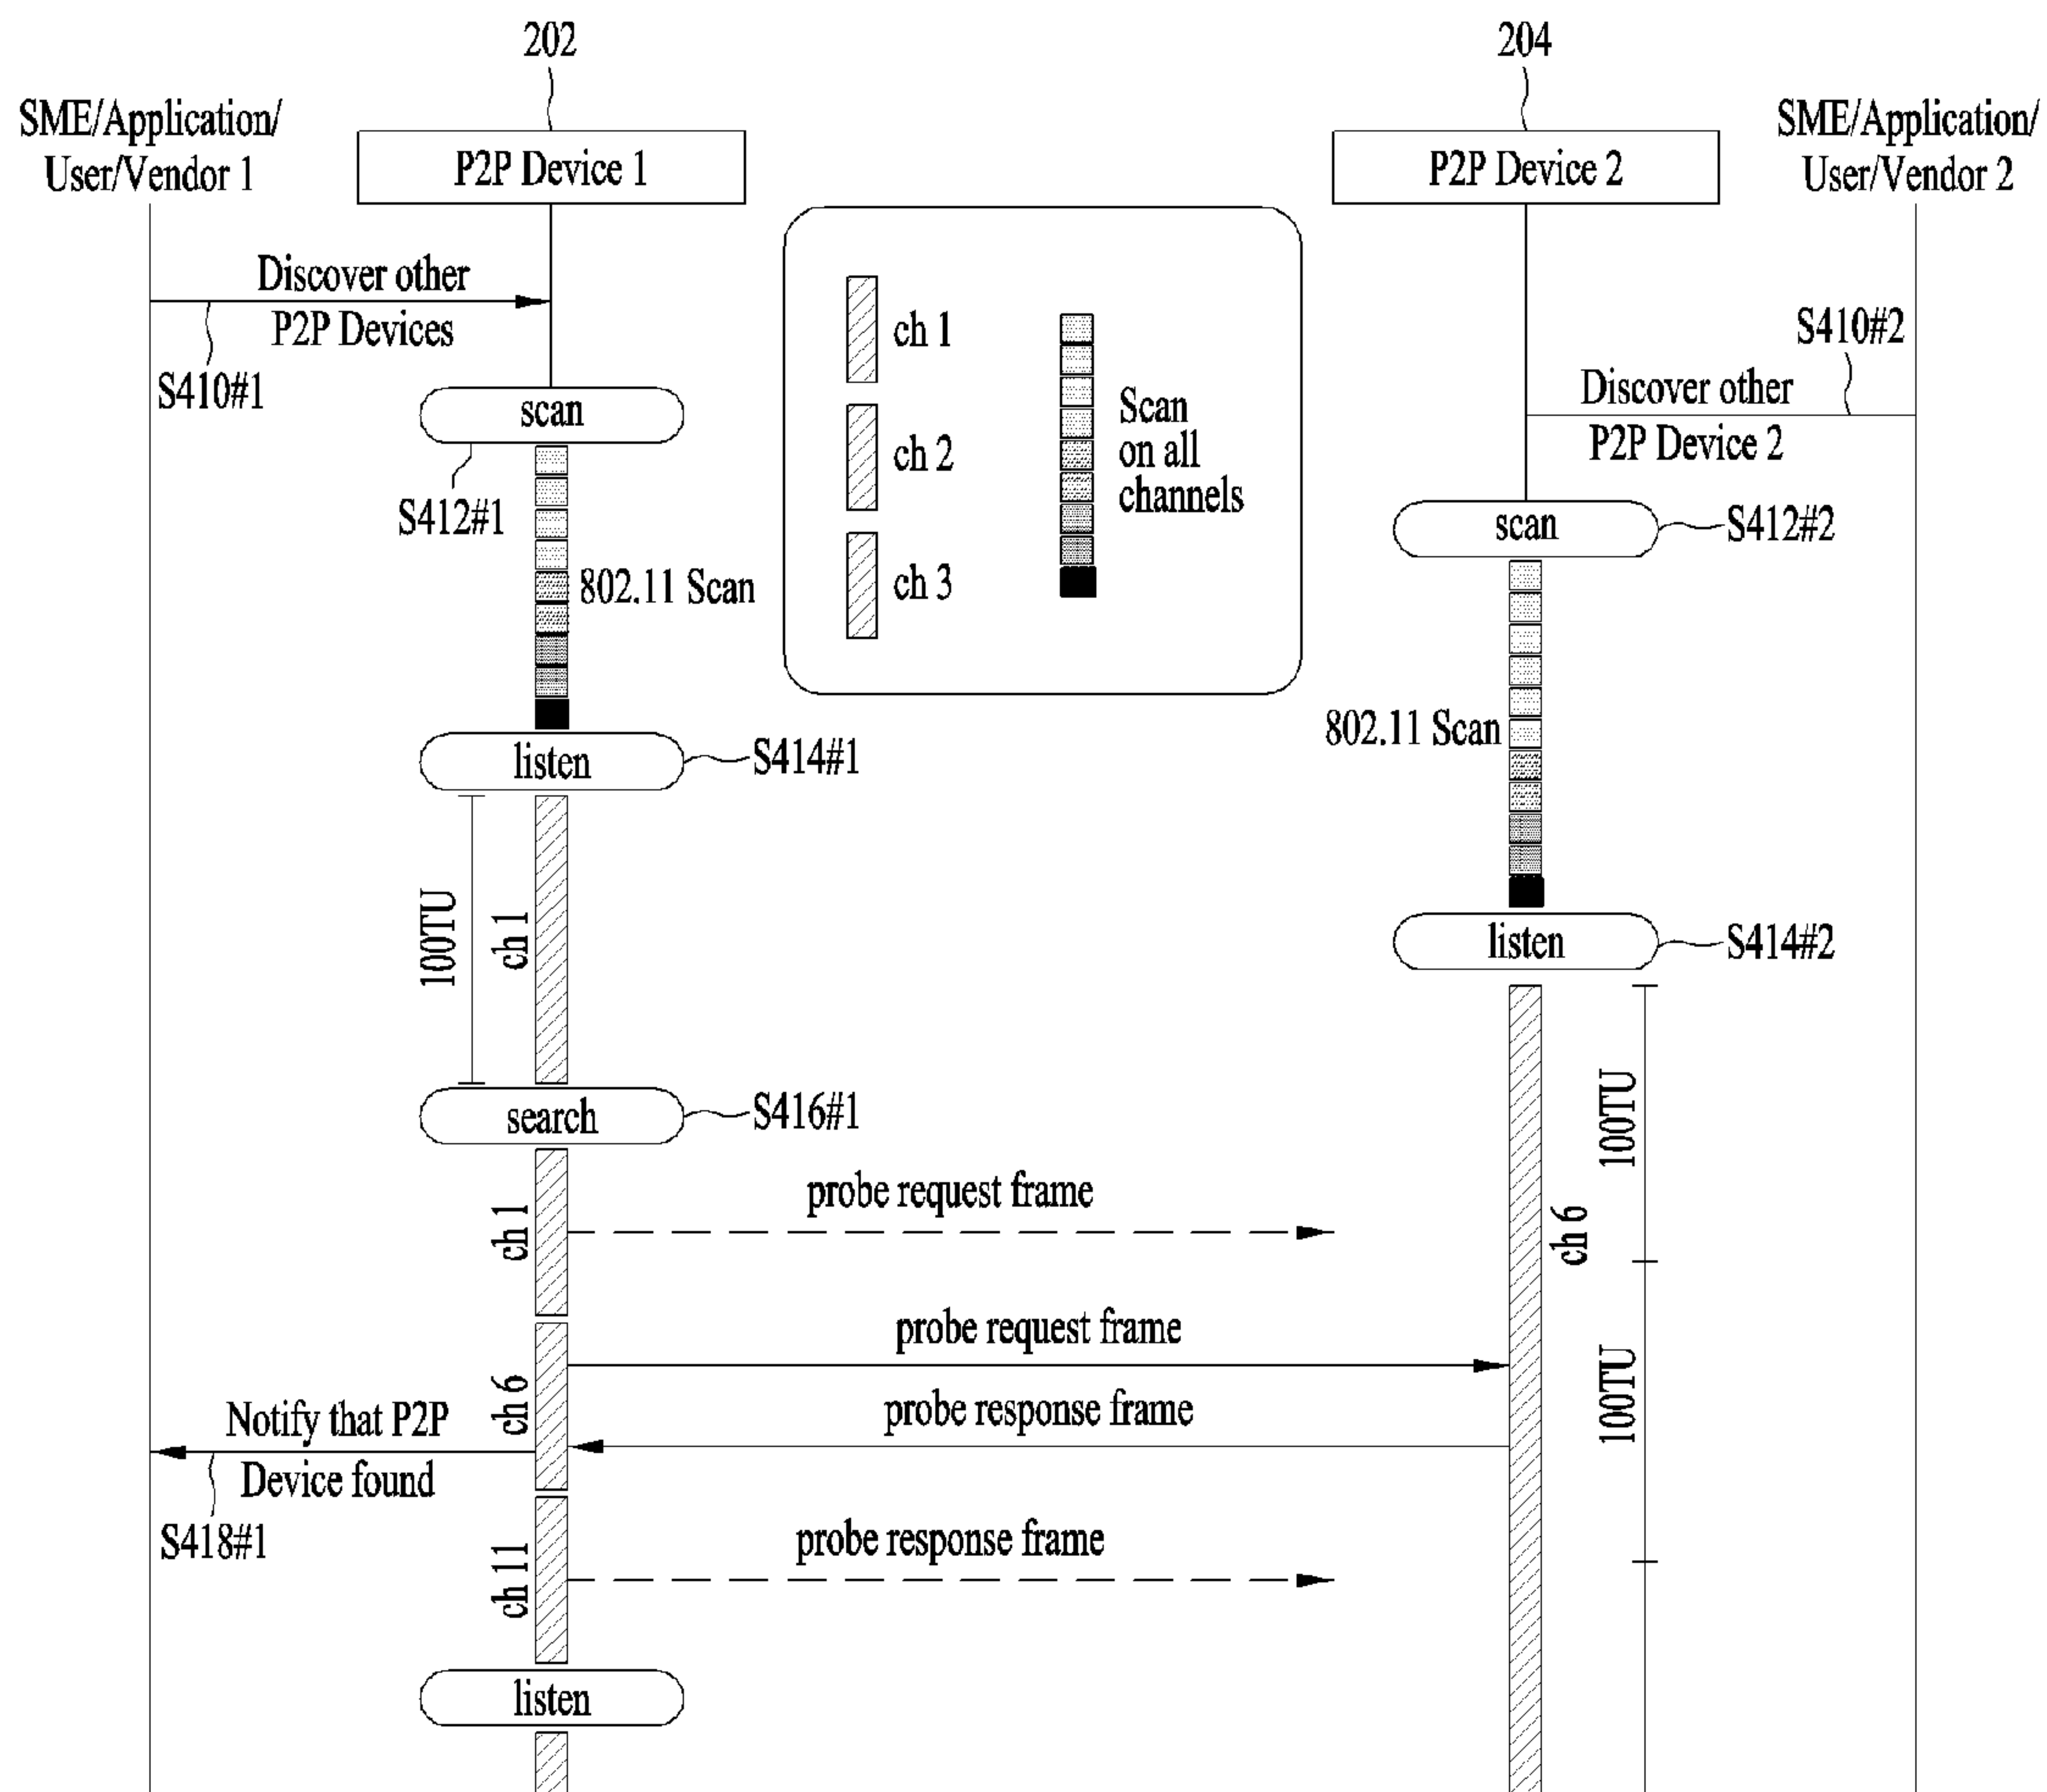 202
204
SME/Application/
User/Vendor 1
P2P Device 1
P2P Device 2
SME/Application/
User/Vendor 2
Discover other
P2P Devices
S410#1
ch 1
ch 2
ch 3
Scan
on all
channels
S410#2
Discover other
P2P Device 2
scan
S412#1
802.11 Scan
scan
S412#2
802.11 Scan
listen
S414#1
100TU
ch 1
listen
S414#2
search
S416#1
100TU
ch 1
probe request frame
ch 6
probe request frame
ch 6
probe response frame
100TU
Notify that P2P
Device found
S418#1
ch 11
probe response frame
listen